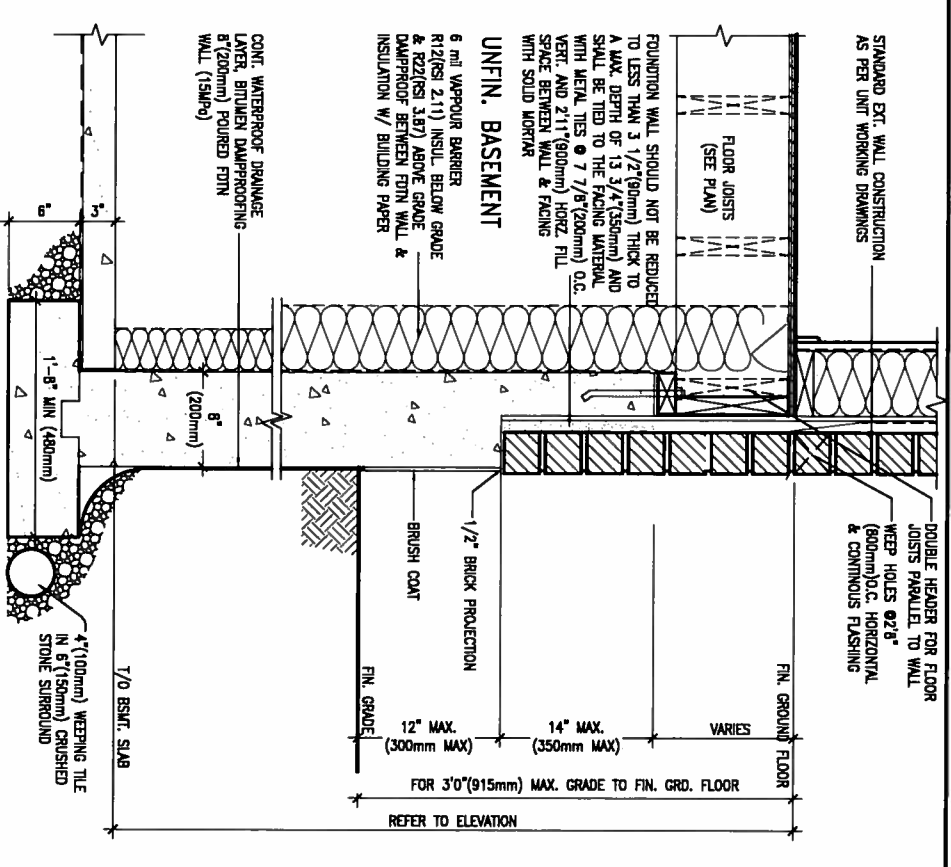 STANDARD EXT. WALL CONSTRUCTION
AS PER UNIT WORKING DRAWINGS
FLOOR JOISTS
(SEE PLAN)
FOUNDTION WALL SHOULD NOT BE REDUCED
TO LESS THAN 3 1/2"(90mm) THICK TO
A MAX. DEPTH OF 13 3/4"(350mm) AND
SHALL BE TIED TO THE FACING MATERIAL
WITH METAL TIES @ 7 7/8"(200mm) O.C.
VERT. AND 2'11"(900mm) HORZ. FILL
SPACE BETWEEN WALL & FACING
WITH SOLID MORTAR
UNFIN. BASEMENT
6 mil VAPPOUR BARRIER
R12(RSI 2.11) INSUL. BELOW GRADE
& R22(RSI 3.87) ABOVE GRADE
DAMPPROOF BETWEEN FDTN WALL &
INSULATION W/ BUILDING PAPER
CONT. WATERPROOF DRAINAGE
LAYER, BITUMEN DAMPPROOFING
8"(200mm) POURED FDTN
WALL (15MPa)
3"
6"
8"
(200mm)
1'-8" MIN (480mm)
DOUBLE HEADER FOR FLOOR
JOISTS PARALLEL TO WALL
WEEP HOLES @2'8"
(800mm)O.C. HORIZONTAL
& CONTINOUS FLASHING
1/2" BRICK PROJECTION
BRUSH COAT
4"(100mm) WEEPING TILE
IN 6"(150mm) CRUSHED
STONE SURROUND
FIN. GROUND FLOOR
FIN. GRADE
T/O BSMT. SLAB
VARIES
14" MAX.
(350mm MAX)
12" MAX.
(300mm MAX)
FOR 3'0"(915mm) MAX. GRADE TO FIN. GRD. FLOOR
REFER TO ELEVATION